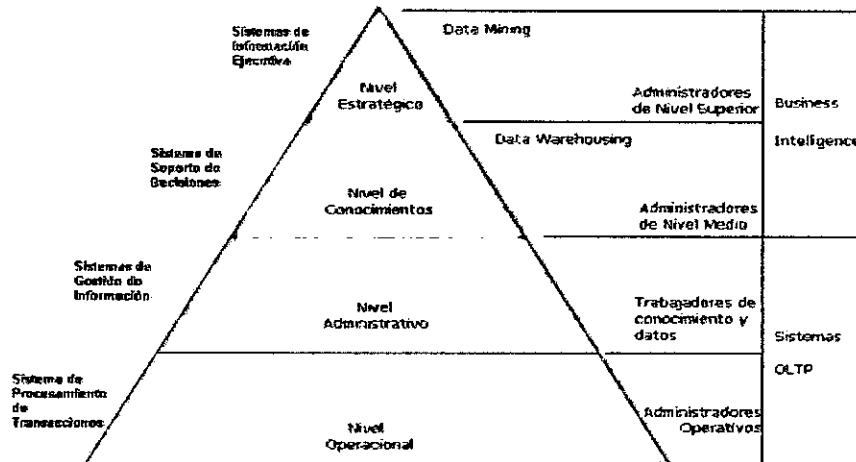 Sistemas de
Información
Ejecutiva
Data Mining
Nivel
Estratégico
Administradores
de Nivel Superior
Business
Intelligence
Sistema de
Soporte de
Decisiones
Data Warehousing
Nivel de
Conocimientos
Administradores
de Nivel Medio
Sistemas de
Gestión de
Información
Nivel
Administrativo
Trabajadores de
conocimiento y
datos
Sistemas
OLTP
Sistema de
Procesamiento
de
Transacciones
Nivel
Operacional
Administradores
Operativos